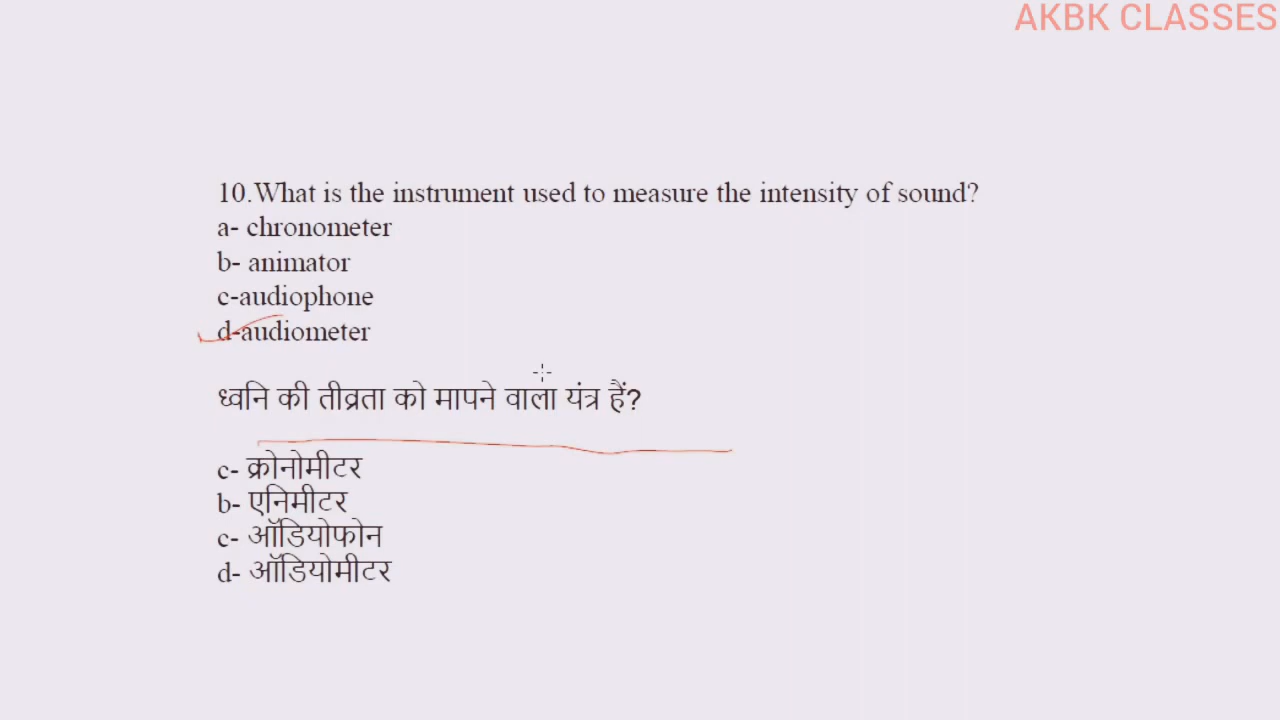 AKBK CLASSES
10.What is the instrument used to measure the intensity of sound?
a- chronometer
b- animator
c-audiophone
d-audiometer
ध्वनि की तीव्रता को मापने वाला यंत्र हैं?
c- क्रोनोमीटर
b- एनिमीटर
c- ऑडियोफोन
d- ऑडियोमीटर